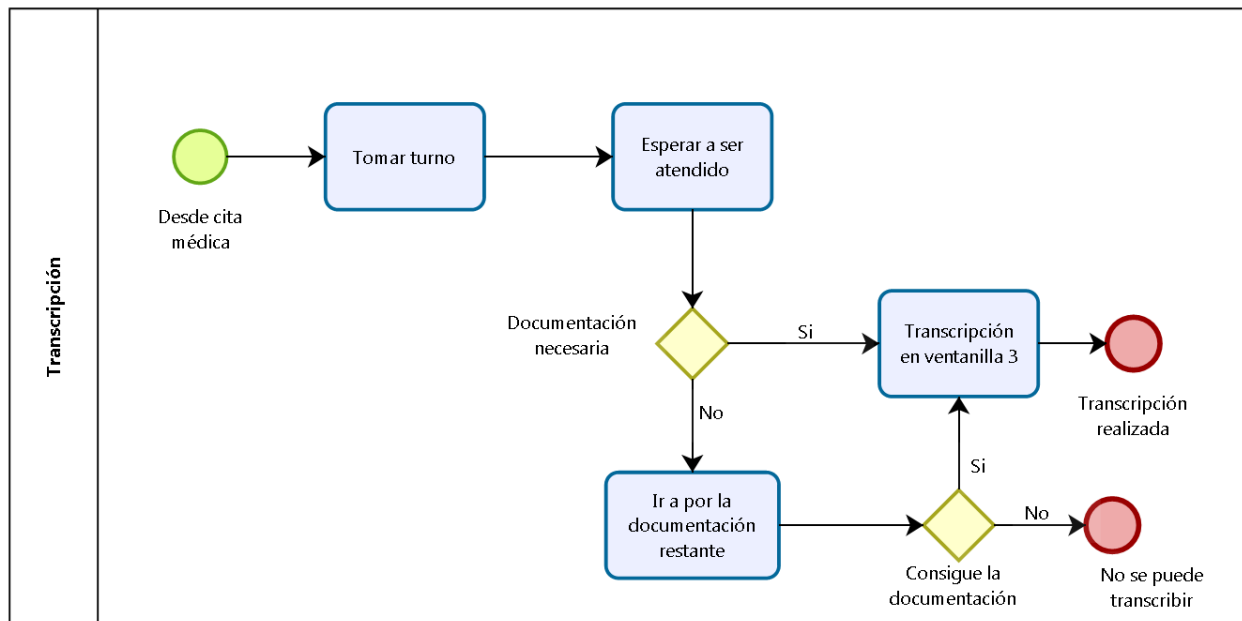 Transcripción
Desde cita
médica
Tomar turno
Esperar a ser
atendido
Documentación
necesaria
Si
No
Transcripción
en ventanilla 3
Transcripción
realizada
Ir a por la
documentación
restante
Consigue la
documentación
Si
No
No se puede
transcribir